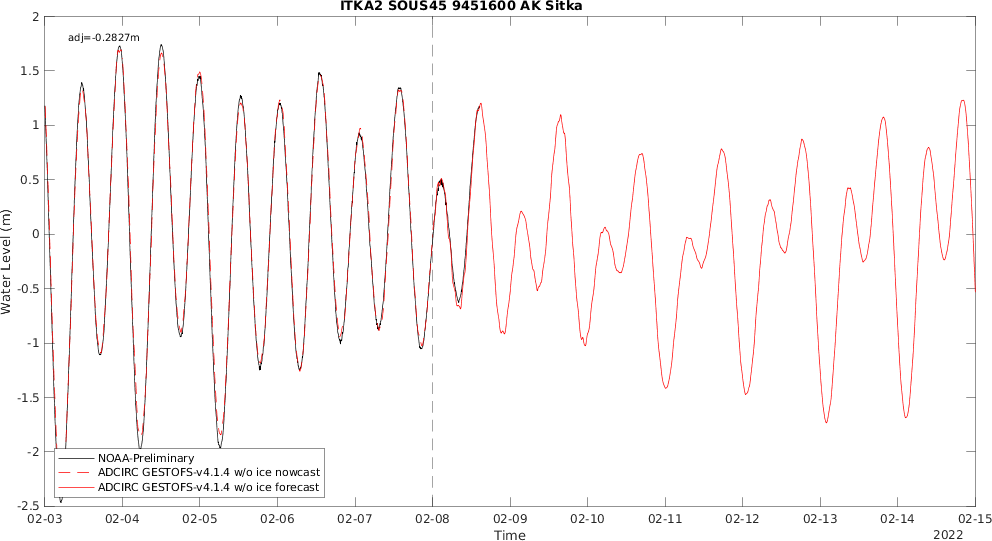 ITKA2 SOUS45 9451600 AK Sitka
adj=-0.2827m
2
1.5
1
0.5
0
-0.5
-1
-1.5
-2
-2.5
Water Level (m)
NOAA-Preliminary
ADCIRC GESTOFS-v4.1.4 w/o ice nowcast
ADCIRC GESTOFS-v4.1.4 w/o ice forecast
02-03 02-04 02-05 02-06 02-07 02-08 02-09 02-10 02-11 02-12 02-13 02-14 02-15
Time
2022